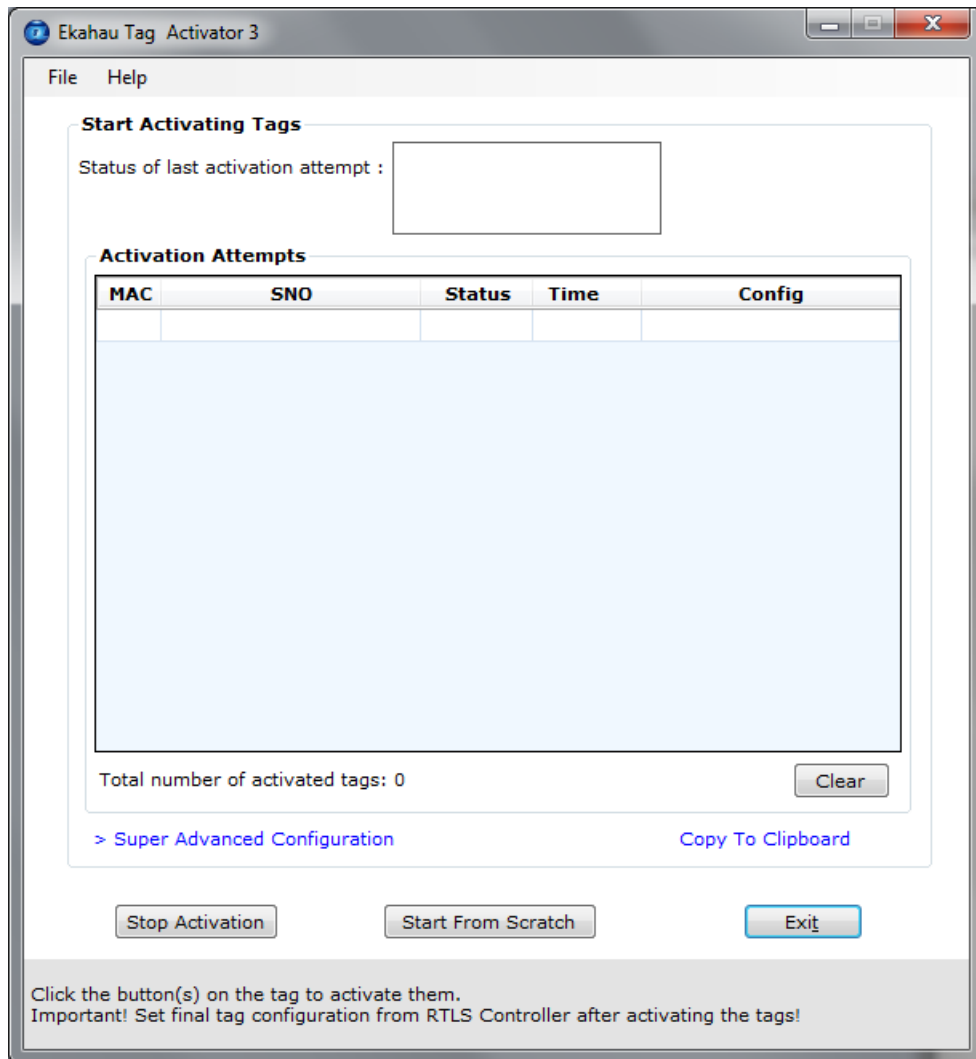 Ekahau Tag Activator 3
File Help
Start Activating Tags
Status of last activation attempt :
Activation Attempts
MAC SNO Status Time Config
Total number of activated tags: 0 Clear
> Super Advanced Configuration Copy To Clipboard
Stop Activation Start From Scratch Exit
Click the button(s) on the tag to activate them.
Important! Set final tag configuration from RTLS Controller after activating the tags!